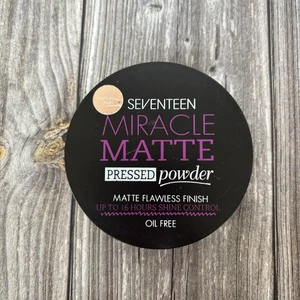 SEVENTEEN
MIRACLE
MATTE
PRESSED powder
MATTE FLAWLESS FINISH
UP TO 16 HOURS SHINE CONTROL
OIL FREE